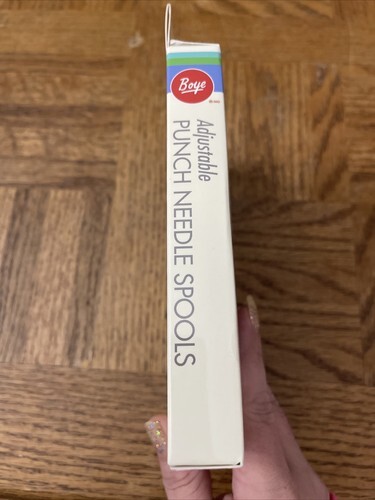 Boye
Adjustable
PUNCH NEEDLE SPOOLS